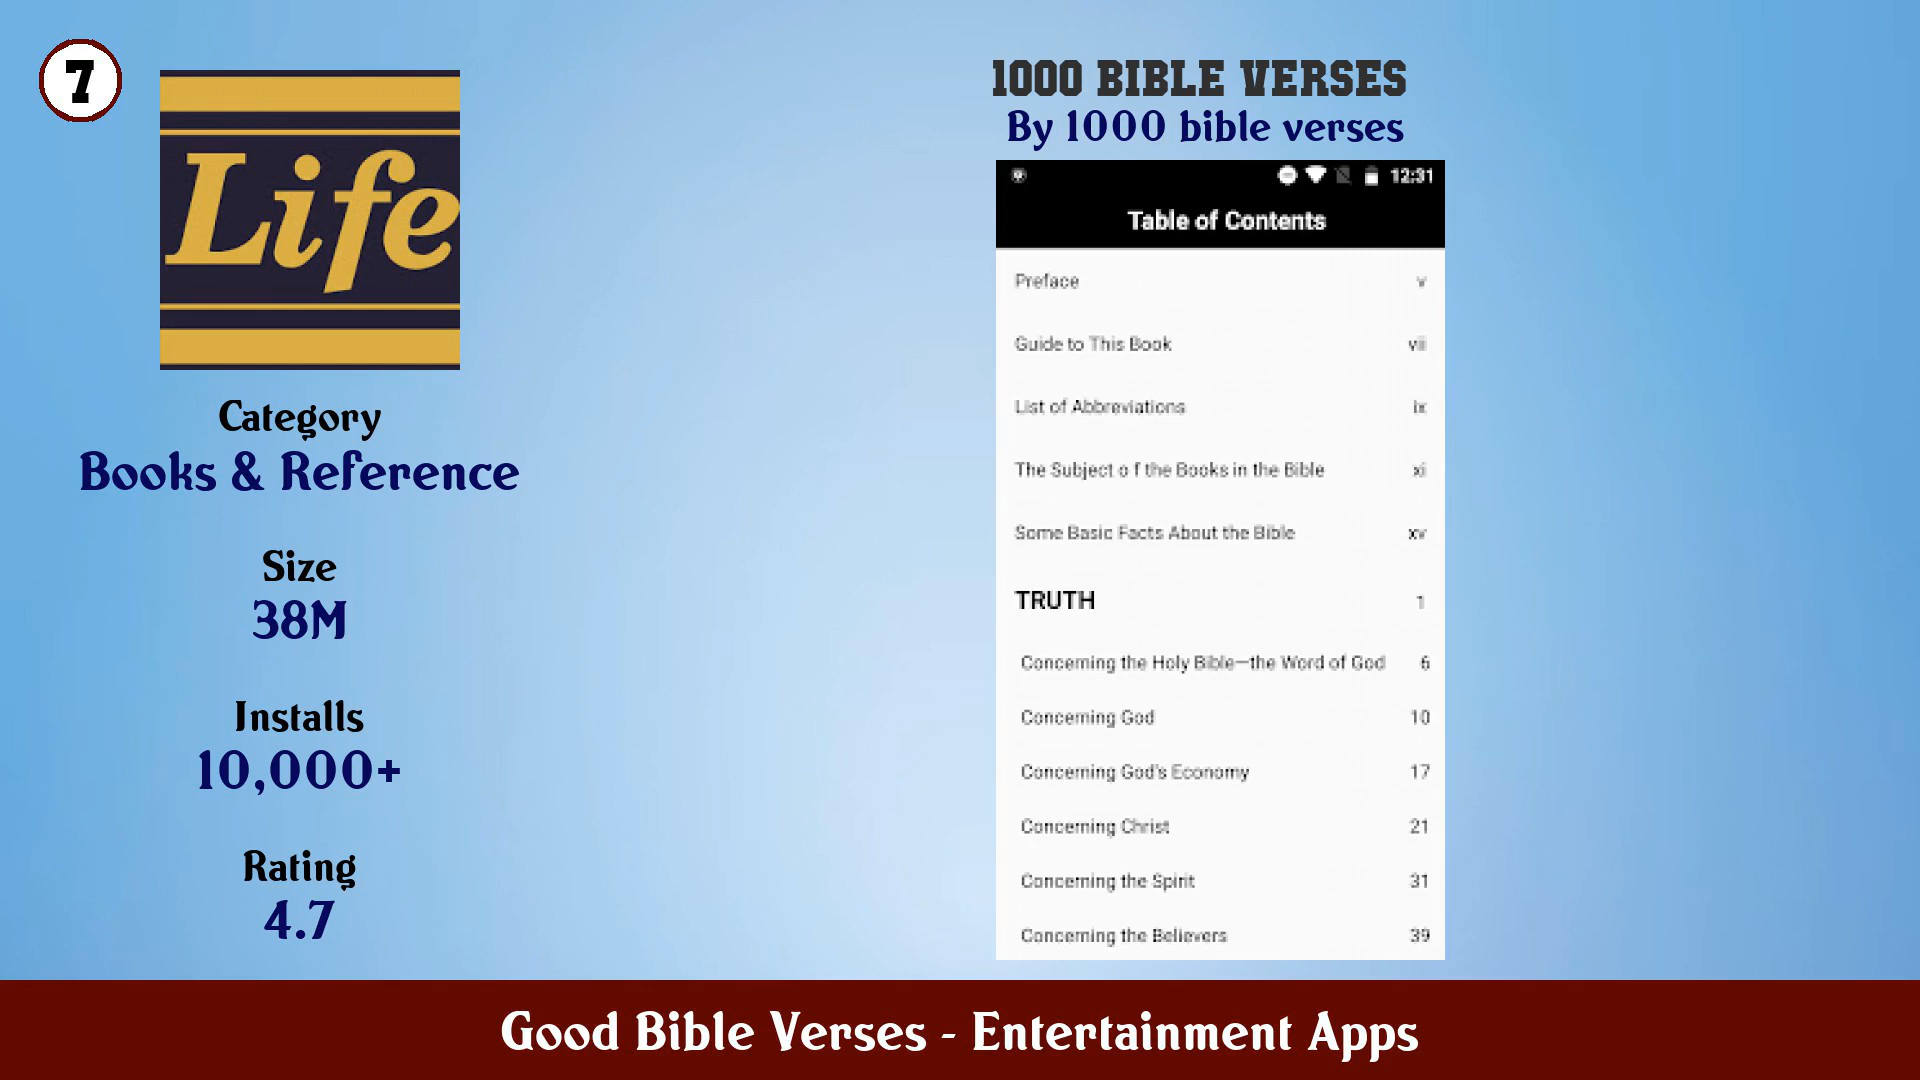 7
Life
Category
Books & Reference
Size
38M
Installs
10,000+
Rating
4.7
1000 BIBLE VERSES
By 1000 bible verses
12:31
Table of Contents
Preface v
Guide to This Book vii
List of Abbreviations ix
The Subject o f the Books in the Bible xi
Some Basic Facts About the Bible xv
TRUTH 1
Concerning the Holy Bible—the Word of God 6
Concerning God 10
Concerning God's Economy 17
Concerning Christ 21
Concerning the Spirit 31
Concerning the Believers 39
Good Bible Verses - Entertainment Apps